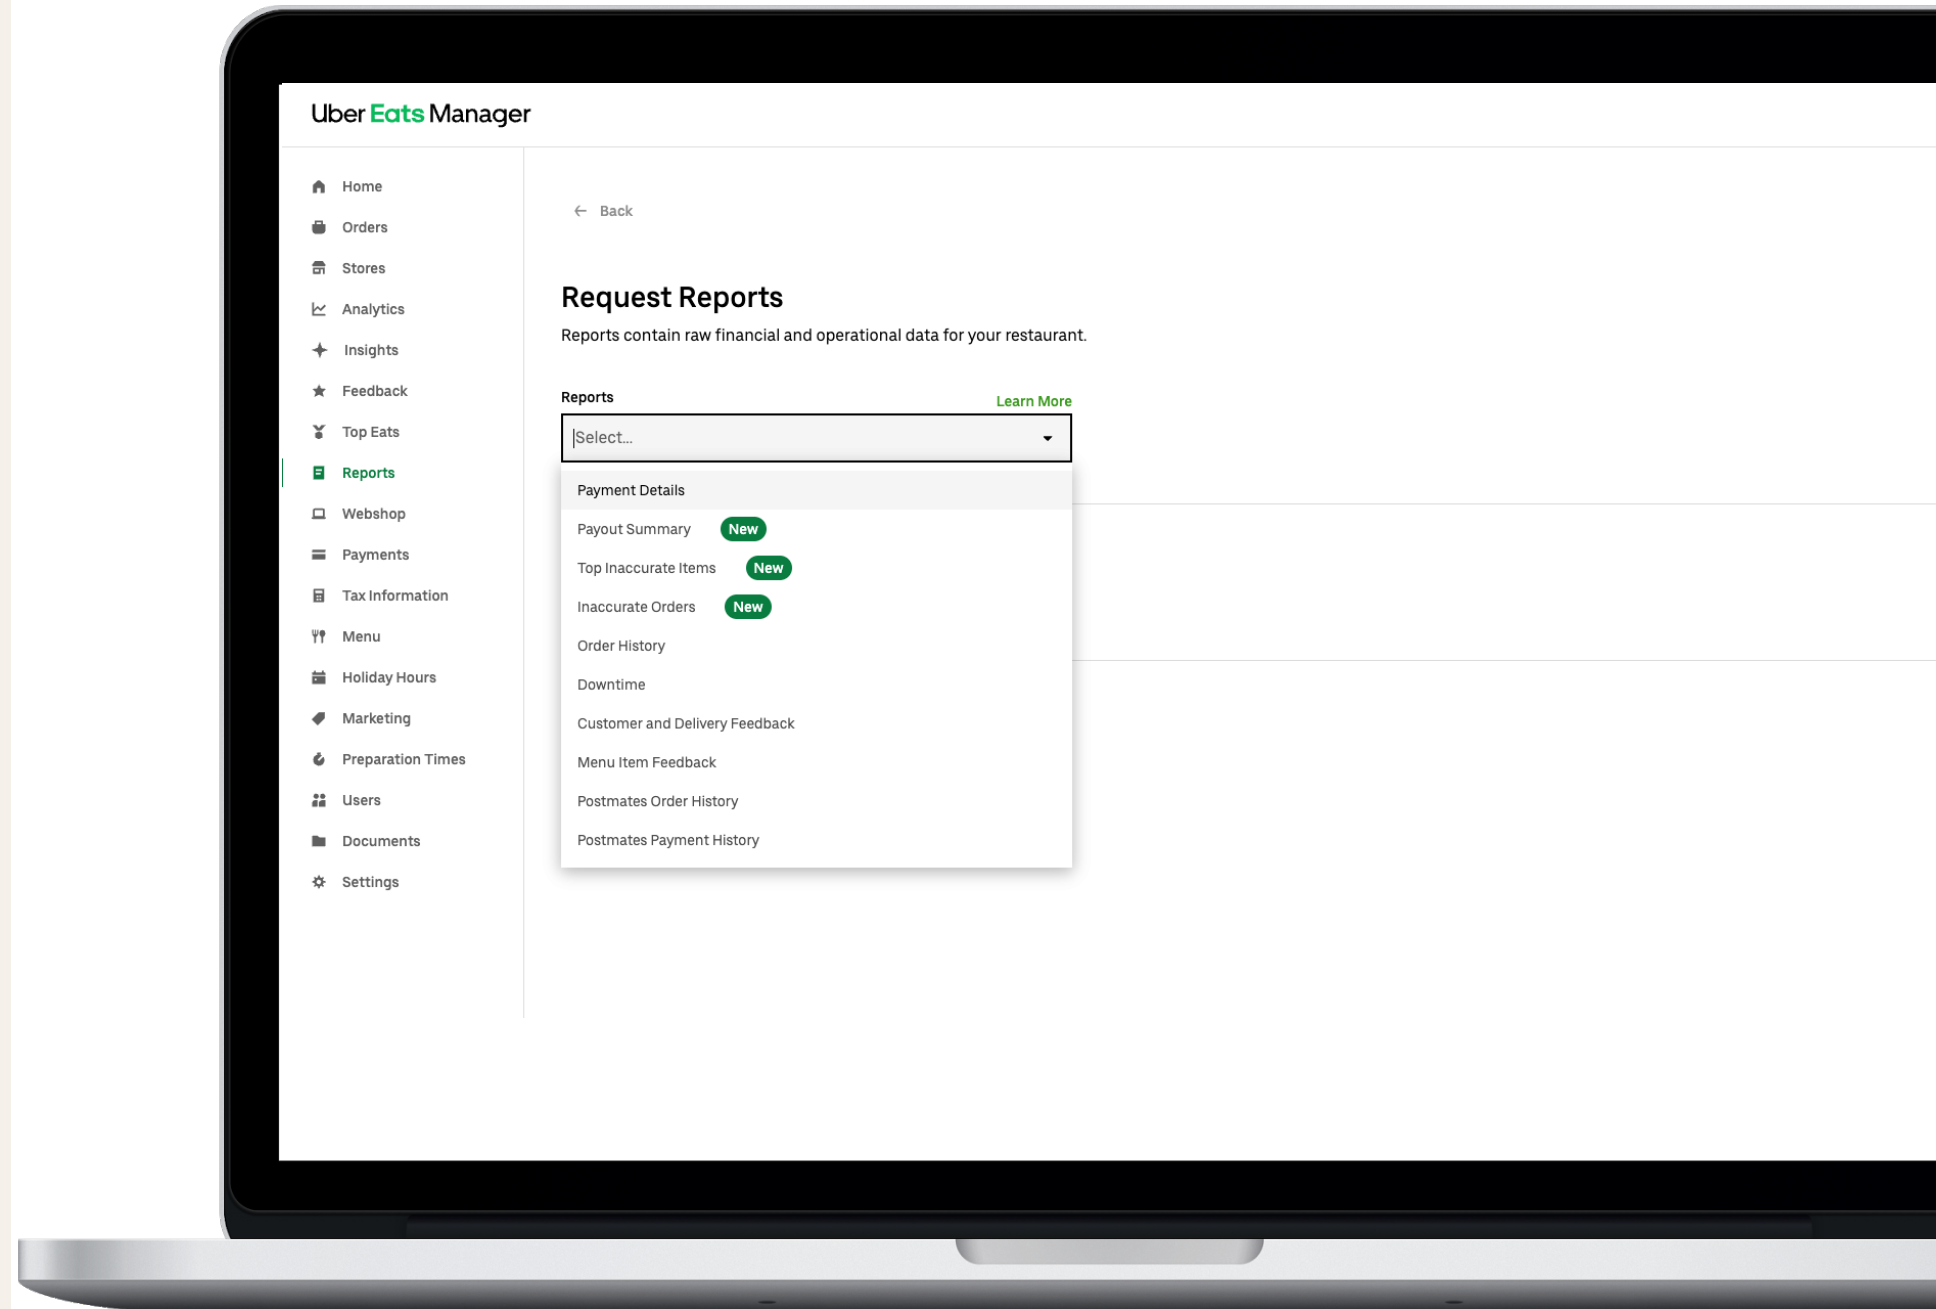 Uber Eats Manager
Home
Orders
Stores
Analytics
Insights
Feedback
Top Eats
Reports
Webshop
Payments
Tax Information
Menu
Holiday Hours
Marketing
Preparation Times
Users
Documents
Settings
Back
Request Reports
Reports contain raw financial and operational data for your restaurant.
Reports
Learn More
Select...
Payment Details
Payout Summary New
Top Inaccurate Items New
Inaccurate Orders New
Order History
Downtime
Customer and Delivery Feedback
Menu Item Feedback
Postmates Order History
Postmates Payment History